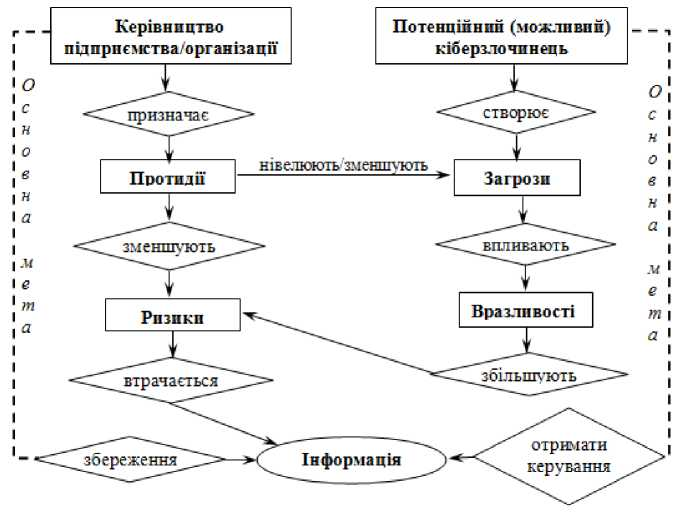 Керівництво
підприємства/організації
Потенційний (можливий)
кіберзлочинець
Основна мета
призначає
створює
Основна мета
Протидії
нівелюють/зменшують
Загрози
зменшують
впливають
Ризики
Вразливості
втрачається
збільшують
збереження
Інформація
отримати
керування